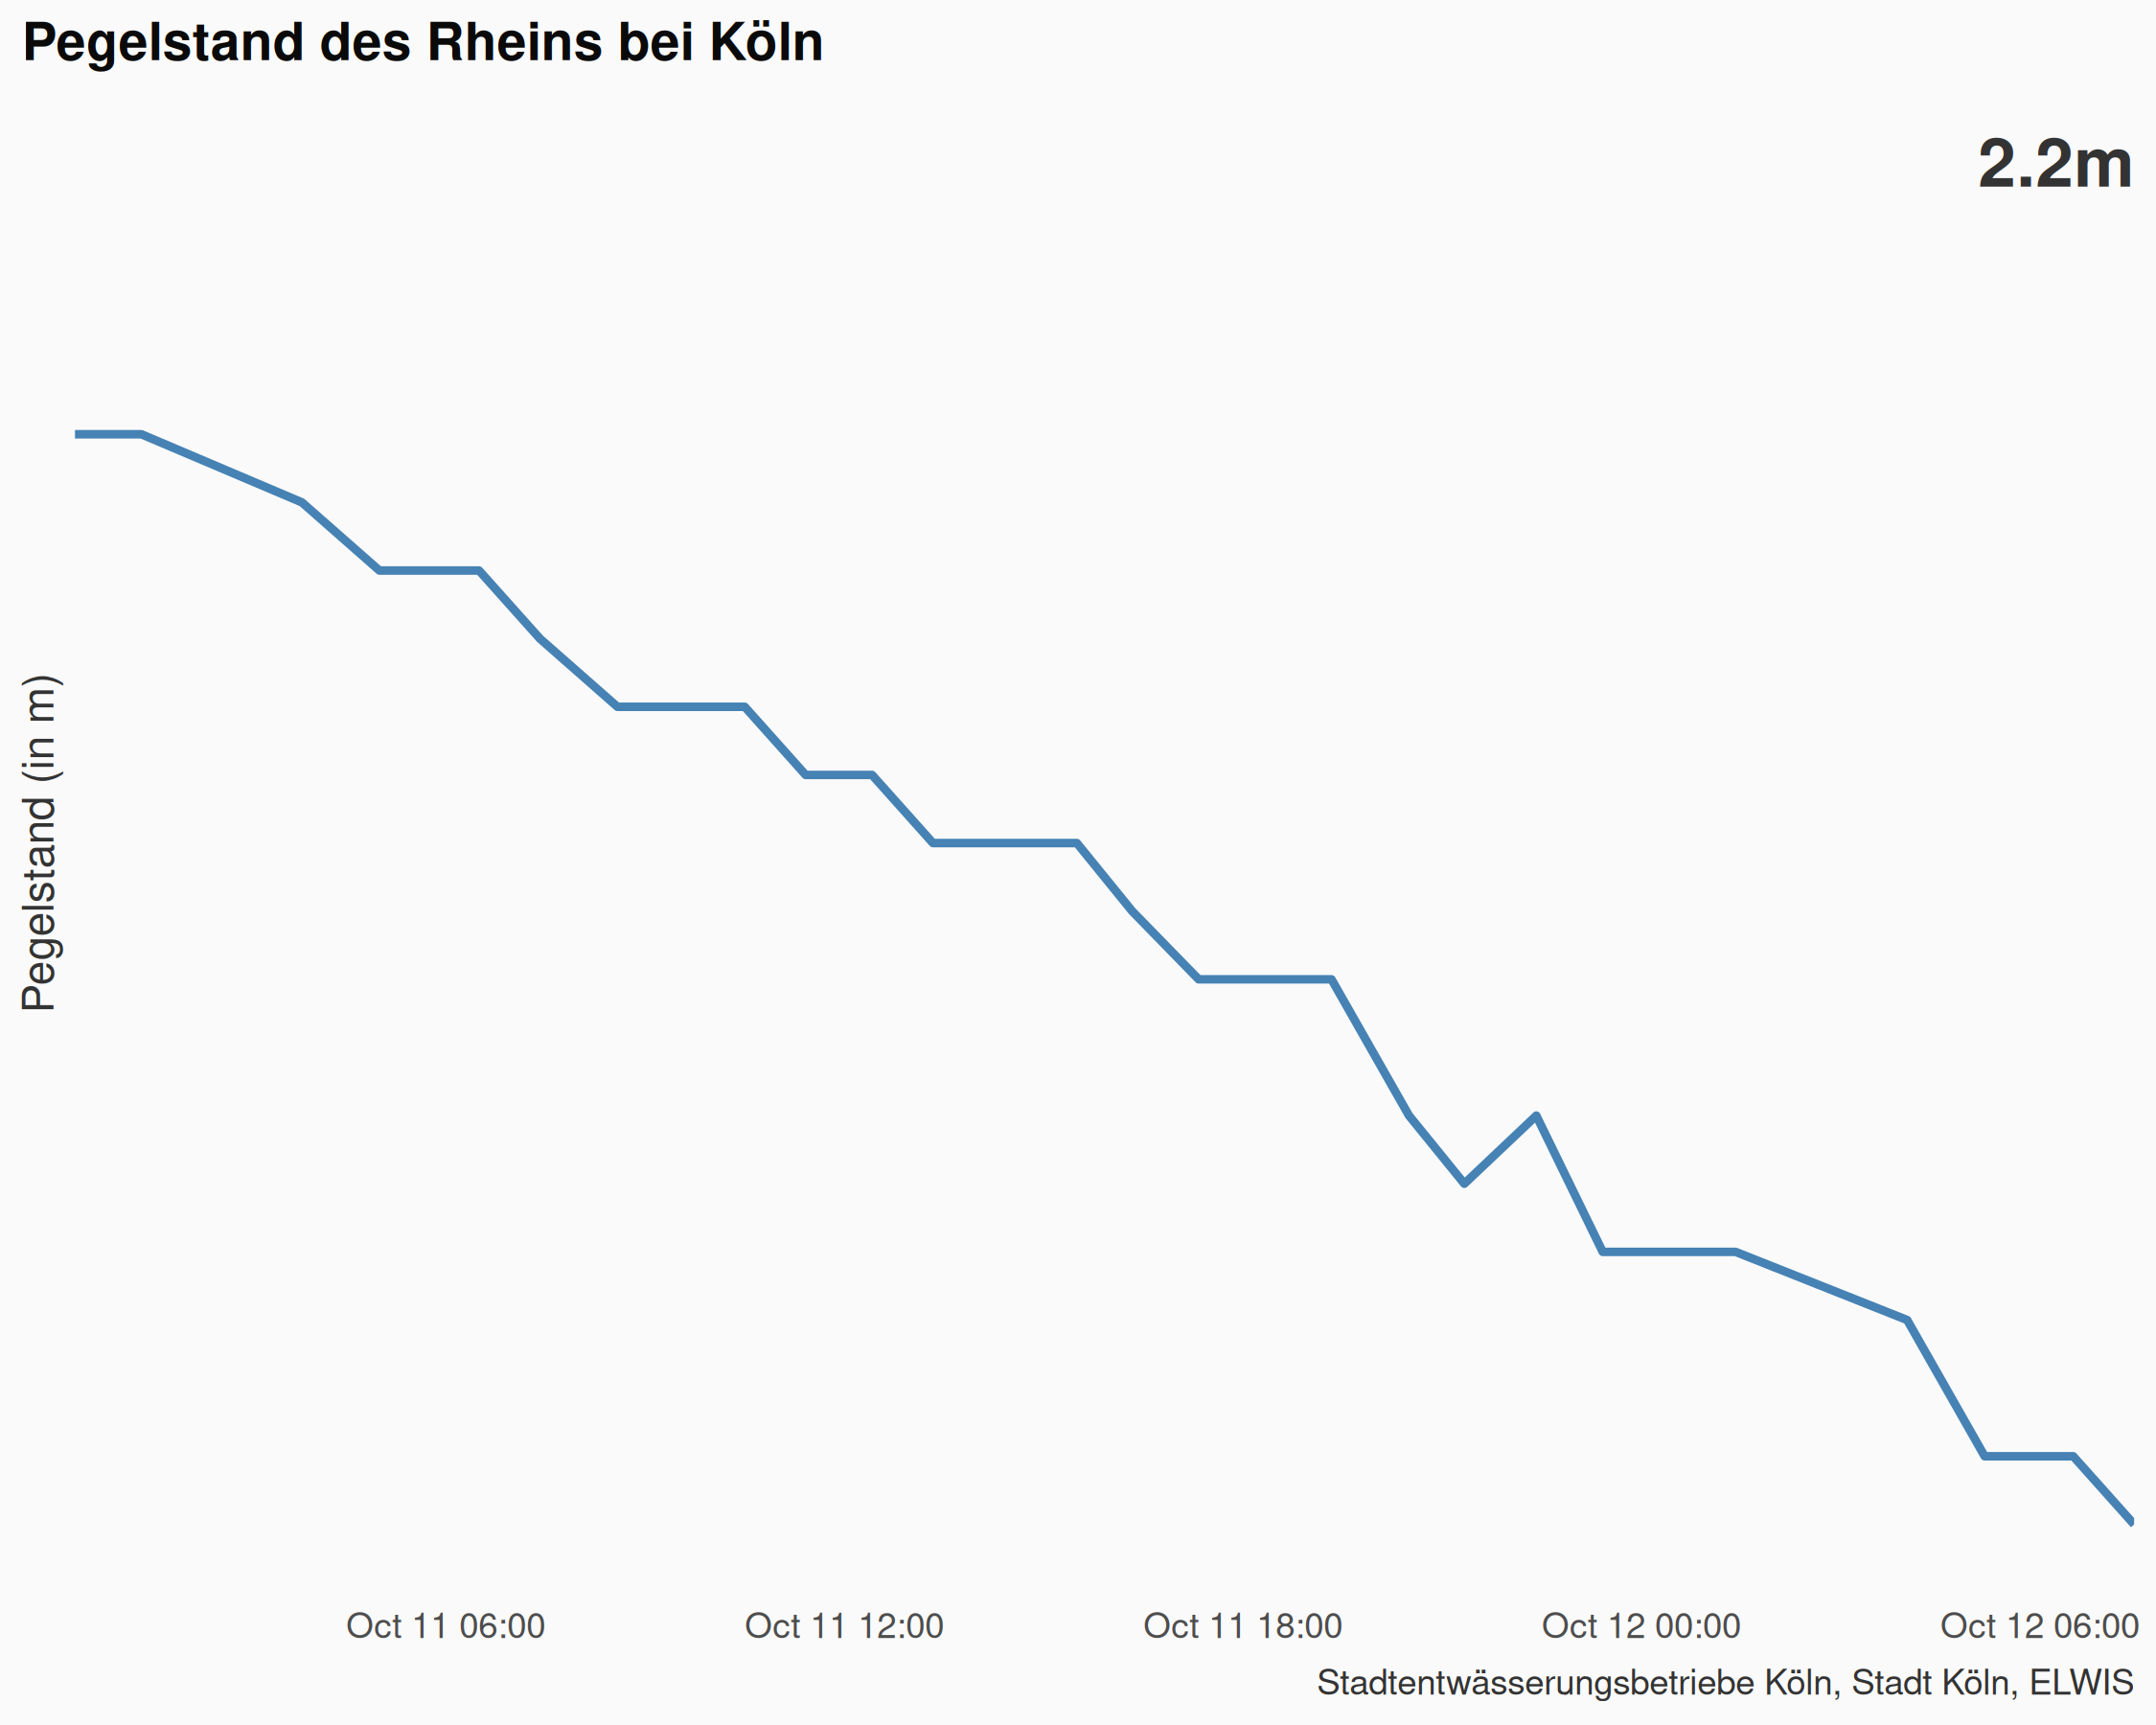 Pegelstand des Rheins bei Köln
2.2m
Pegelstand (in m)
Oct 11 06:00 Oct 11 12:00 Oct 11 18:00 Oct 12 00:00 Oct 12 06:00
Stadtentwässerungsbetriebe Köln, Stadt Köln, ELWIS